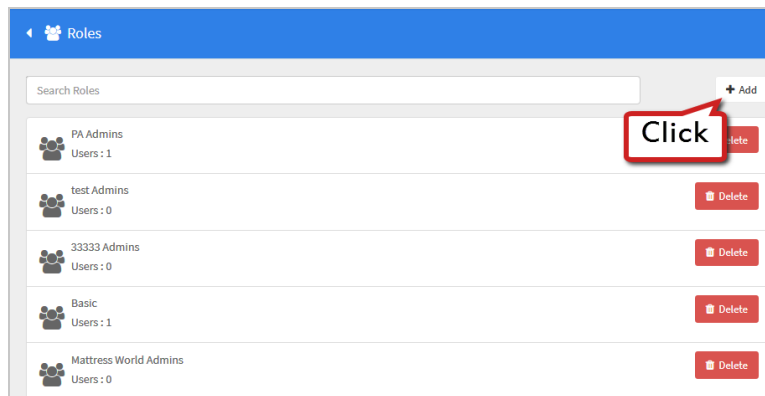 Roles
Search Roles
+ Add
Click
PA Admins
Users : 1
elete
test Admins
Users : 0
Delete
33333 Admins
Users : 0
Delete
Basic
Users : 1
Delete
Mattress World Admins
Users : 0
Delete